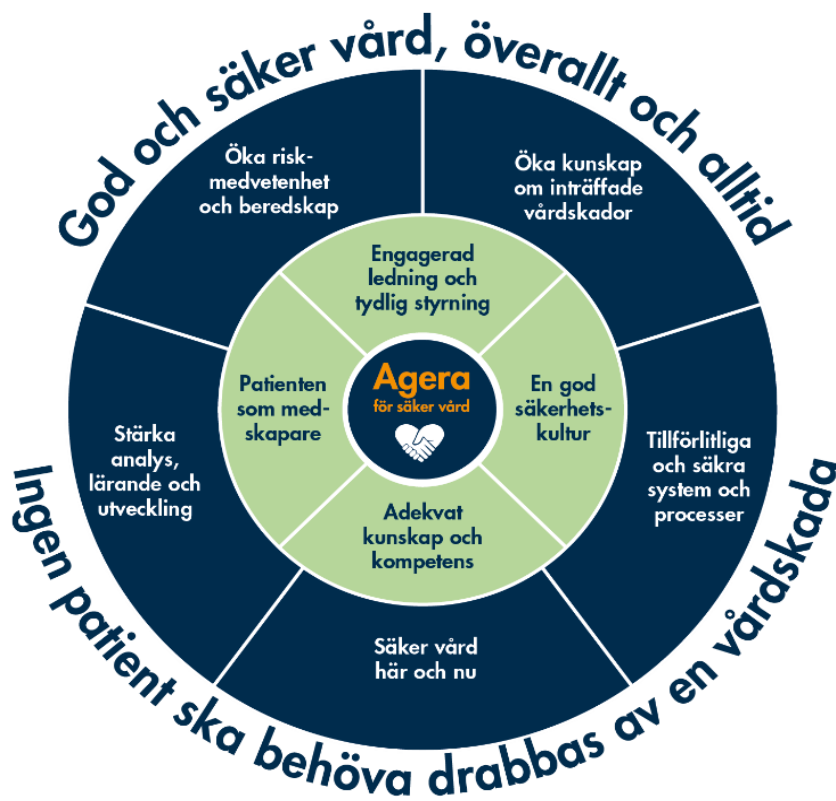 God och säker vård, överallt och alltid
Öka risk-
medvetenhet
och beredskap
Öka kunskap
om inträffade
vårdskador
Engagerad
ledning och
tydlig styrning
Patienten
som med-
skapare
Agera
för säker vård
En god
säkerhets-
kultur
Stärka
analys,
lärande och
utveckling
Tillförlitliga
och säkra
system och
processer
Adekvat
kunskap och
kompetens
Säker vård
här och nu
Ingen patient ska behöva drabbas av en vårdskada